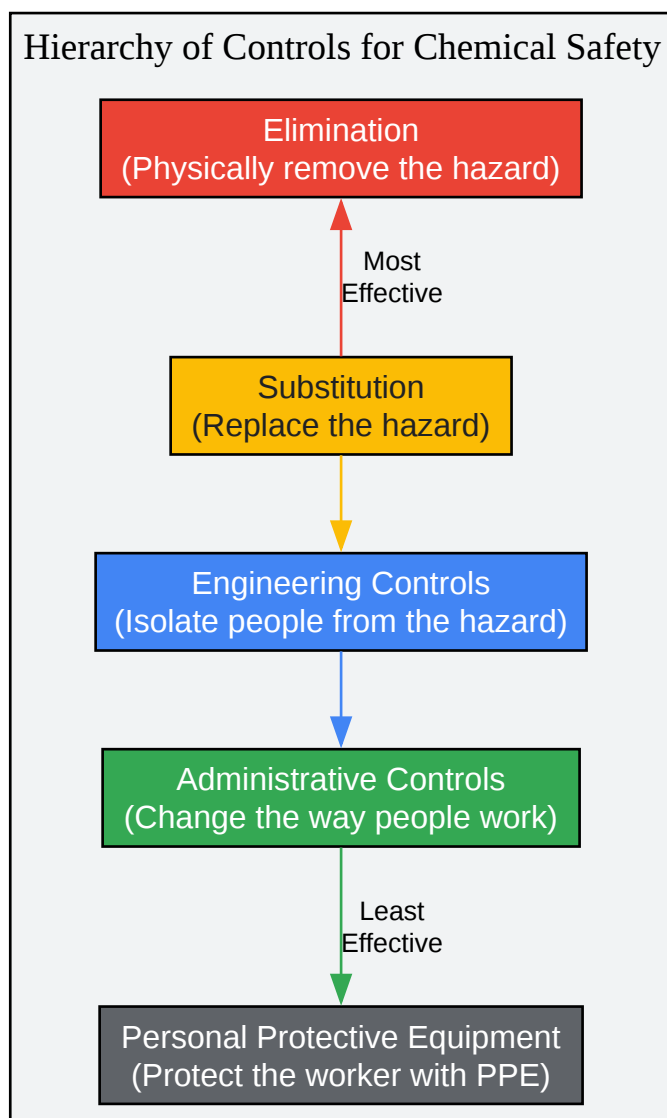 Hierarchy of Controls for Chemical Safety
Elimination
(Physically remove the hazard)
Most
Effective
Substitution
(Replace the hazard)
Engineering Controls
(Isolate people from the hazard)
Administrative Controls
(Change the way people work)
Least
Effective
Personal Protective Equipment
(Protect the worker with PPE)